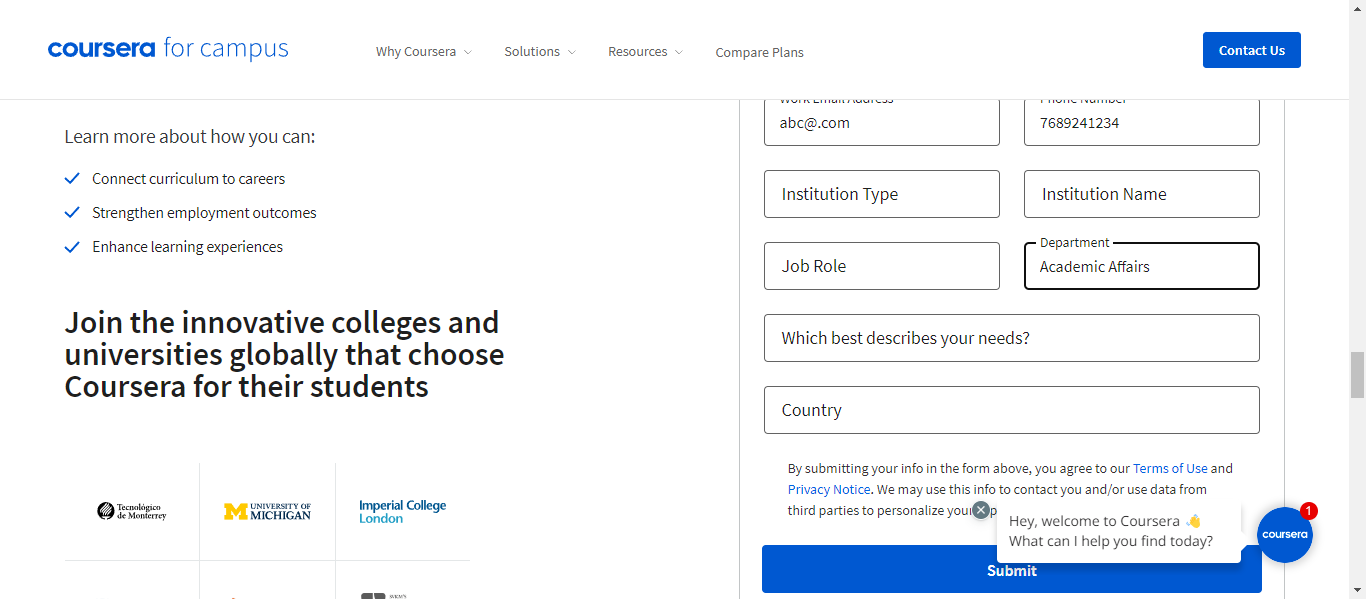 coursera for campus
Why Coursera
Solutions
Resources
Compare Plans
Contact Us
Learn more about how you can:
Connect curriculum to careers
Strengthen employment outcomes
Enhance learning experiences
Join the innovative colleges and
universities globally that choose
Coursera for their students
Tecnológico
de Monterrey
M UNIVERSITY OF
MICHIGAN
Imperial College
London
Work Email Address
abc@.com
Phone Number
7689241234
Institution Type
Institution Name
Job Role
Department
Academic Affairs
Which best describes your needs?
Country
By submitting your info in the form above, you agree to our Terms of Use and
Privacy Notice. We may use this info to contact you and/or use data from
third parties to personalize your
Hey, welcome to Coursera 👋
What can I help you find today?
coursera
1
Submit